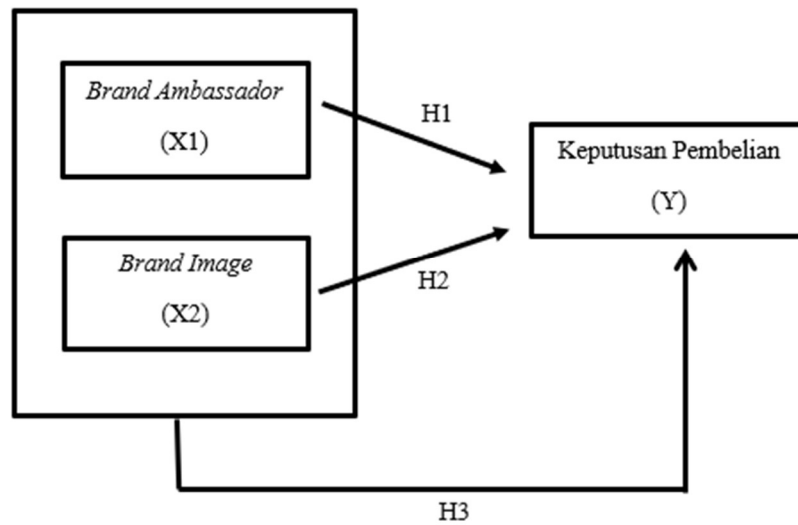 Brand Ambassador
(X1)
H1
Keputusan Pembelian
(Y)
Brand Image
(X2)
H2
H3